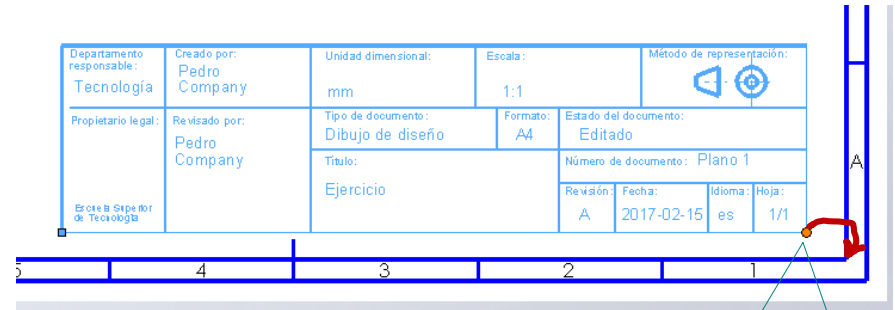 Departamento
responsable:
Tecnología
Creado por:
Pedro
Company
Unidad dimensional:
mm
Escala:
1:1
Método de representación:
Propietario legal:
Escuela Superior
de Tecnología
Revisado por:
Pedro
Company
Tipo de documento:
Dibujo de diseño
Formato:
A4
Estado del documento:
Editado
Título:
Ejercicio
Número de documento: Plano 1
Revisión:
A
Fecha:
2017-02-15
Idioma:
es
Hoja:
1/1
A
5 4 3 2 1